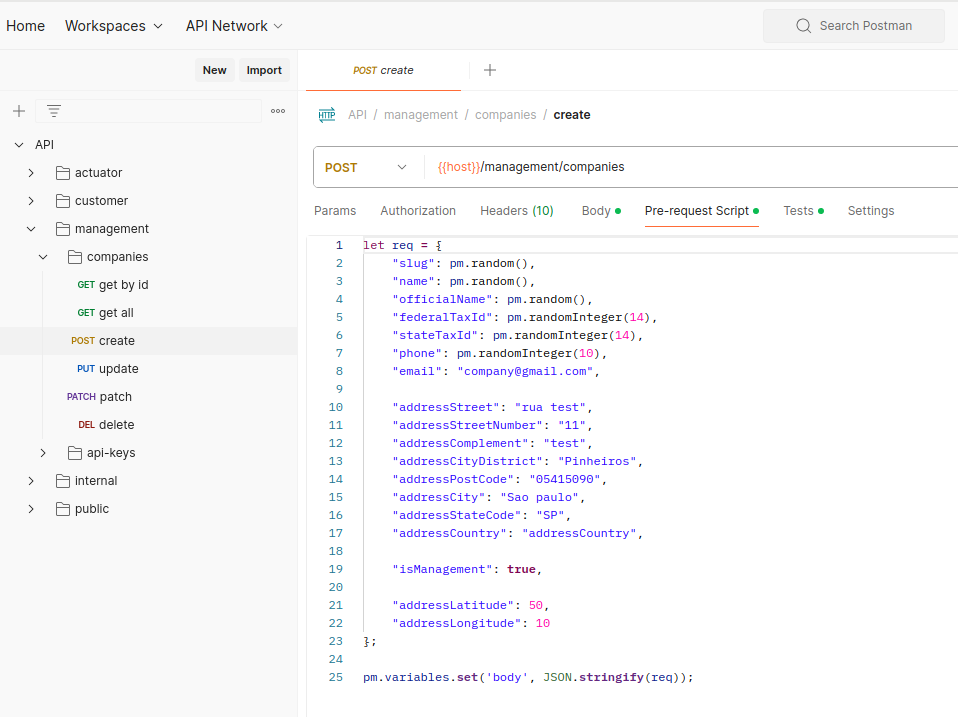 Home Workspaces API Network Search Postman
New Import POST create
HTTP API / management / companies / create
API
actuator
customer
management
companies
GET get by id
GET get all
POST create
PUT update
PATCH patch
DEL delete
api-keys
internal
public
POST {{host}}/management/companies
Params Authorization Headers (10) Body Pre-request Script Tests Settings
1 let req = {
2 "slug": pm.random(),
3 "name": pm.random(),
4 "officialName": pm.random(),
5 "federalTaxId": pm.randomInteger(14),
6 "stateTaxId": pm.randomInteger(14),
7 "phone": pm.randomInteger(10),
8 "email": "company@gmail.com",
9
10 "addressStreet": "rua test",
11 "addressStreetNumber": "11",
12 "addressComplement": "test",
13 "addressCityDistrict": "Pinheiros",
14 "addressPostCode": "05415090",
15 "addressCity": "Sao paulo",
16 "addressStateCode": "SP",
17 "addressCountry": "addressCountry",
18
19 "isManagement": true,
20
21 "addressLatitude": 50,
22 "addressLongitude": 10
23 };
24
25 pm.variables.set('body', JSON.stringify(req));